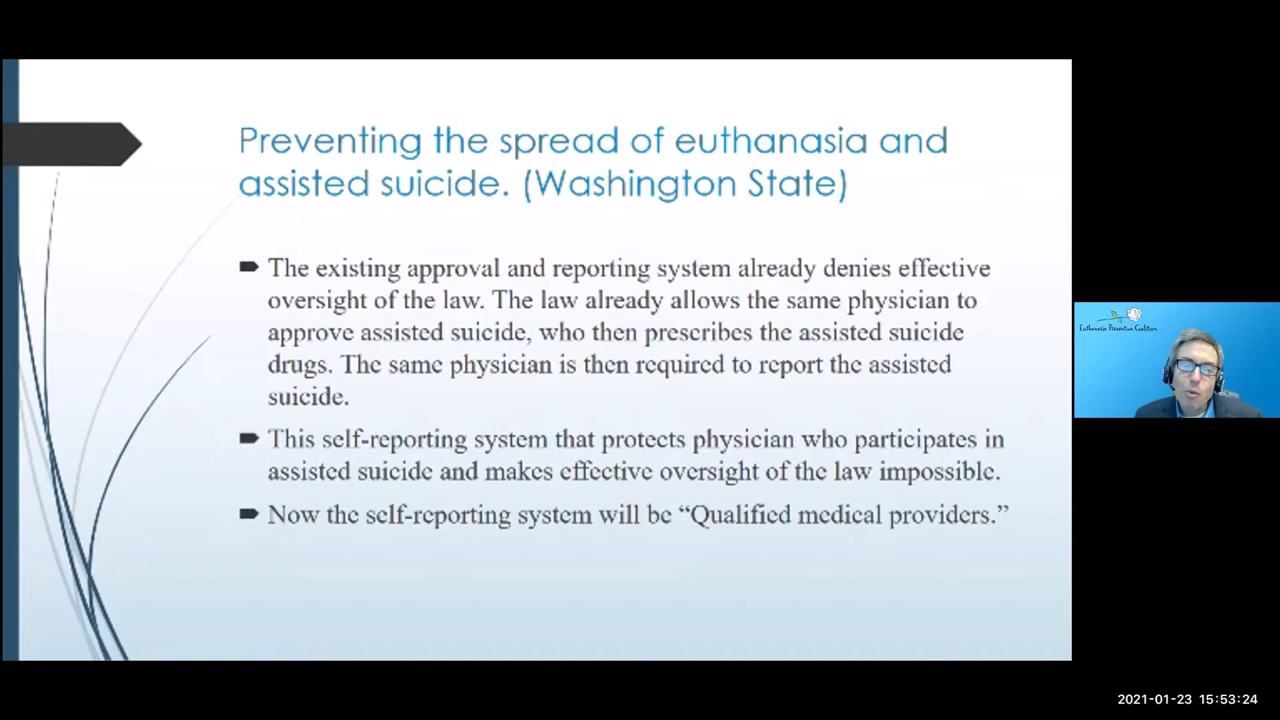 Preventing the spread of euthanasia and
assisted suicide. (Washington State)
The existing approval and reporting system already denies effective
oversight of the law. The law already allows the same physician to
approve assisted suicide, who then prescribes the assisted suicide
drugs. The same physician is then required to report the assisted
suicide.
This self-reporting system that protects physician who participates in
assisted suicide and makes effective oversight of the law impossible.
Now the self-reporting system will be “Qualified medical providers.”
Euthanasia Prevention Coalition
2021-01-23 15:53:24